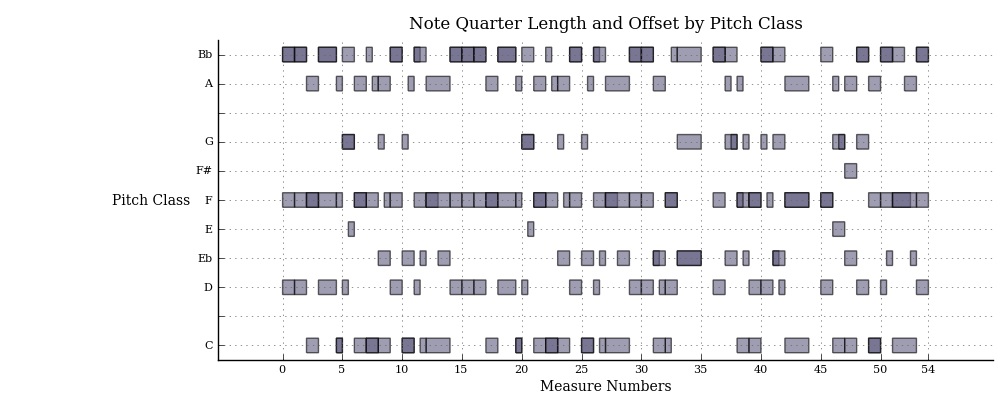 Note Quarter Length and Offset by Pitch Class
Bb
A
G
F#
Pitch Class
F
E
Eb
D
C
0 5 10 15 20 25 30 35 40 45 50 54
Measure Numbers